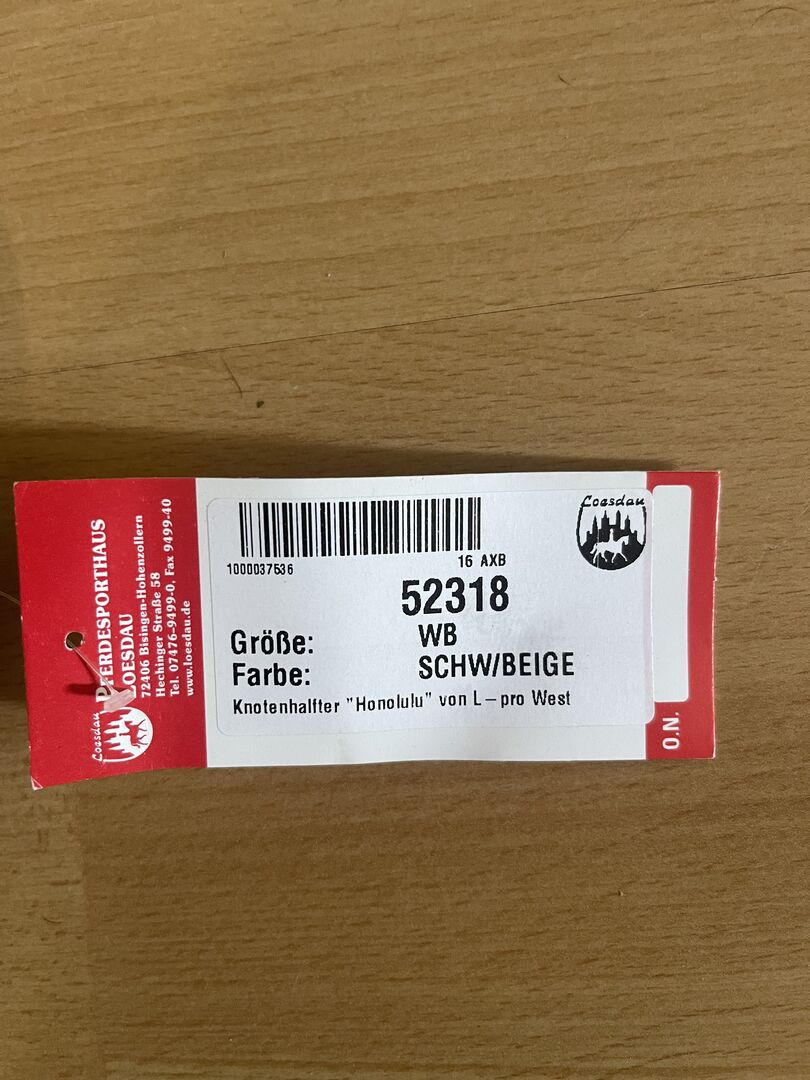 PFERDESPORTHAUS
LOESDAU
72406 Bisingen-Hohenzollern
Hechinger Straße 58
Tel. 07476-9499-0, Fax 9499-40
www.loesdau.de
Loesdau
1000037536
16 AXB
Loesdau
52318
Größe: WB
Farbe: SCHW/BEIGE
Knotenhalfter "Honolulu" von L-pro West
O.N.